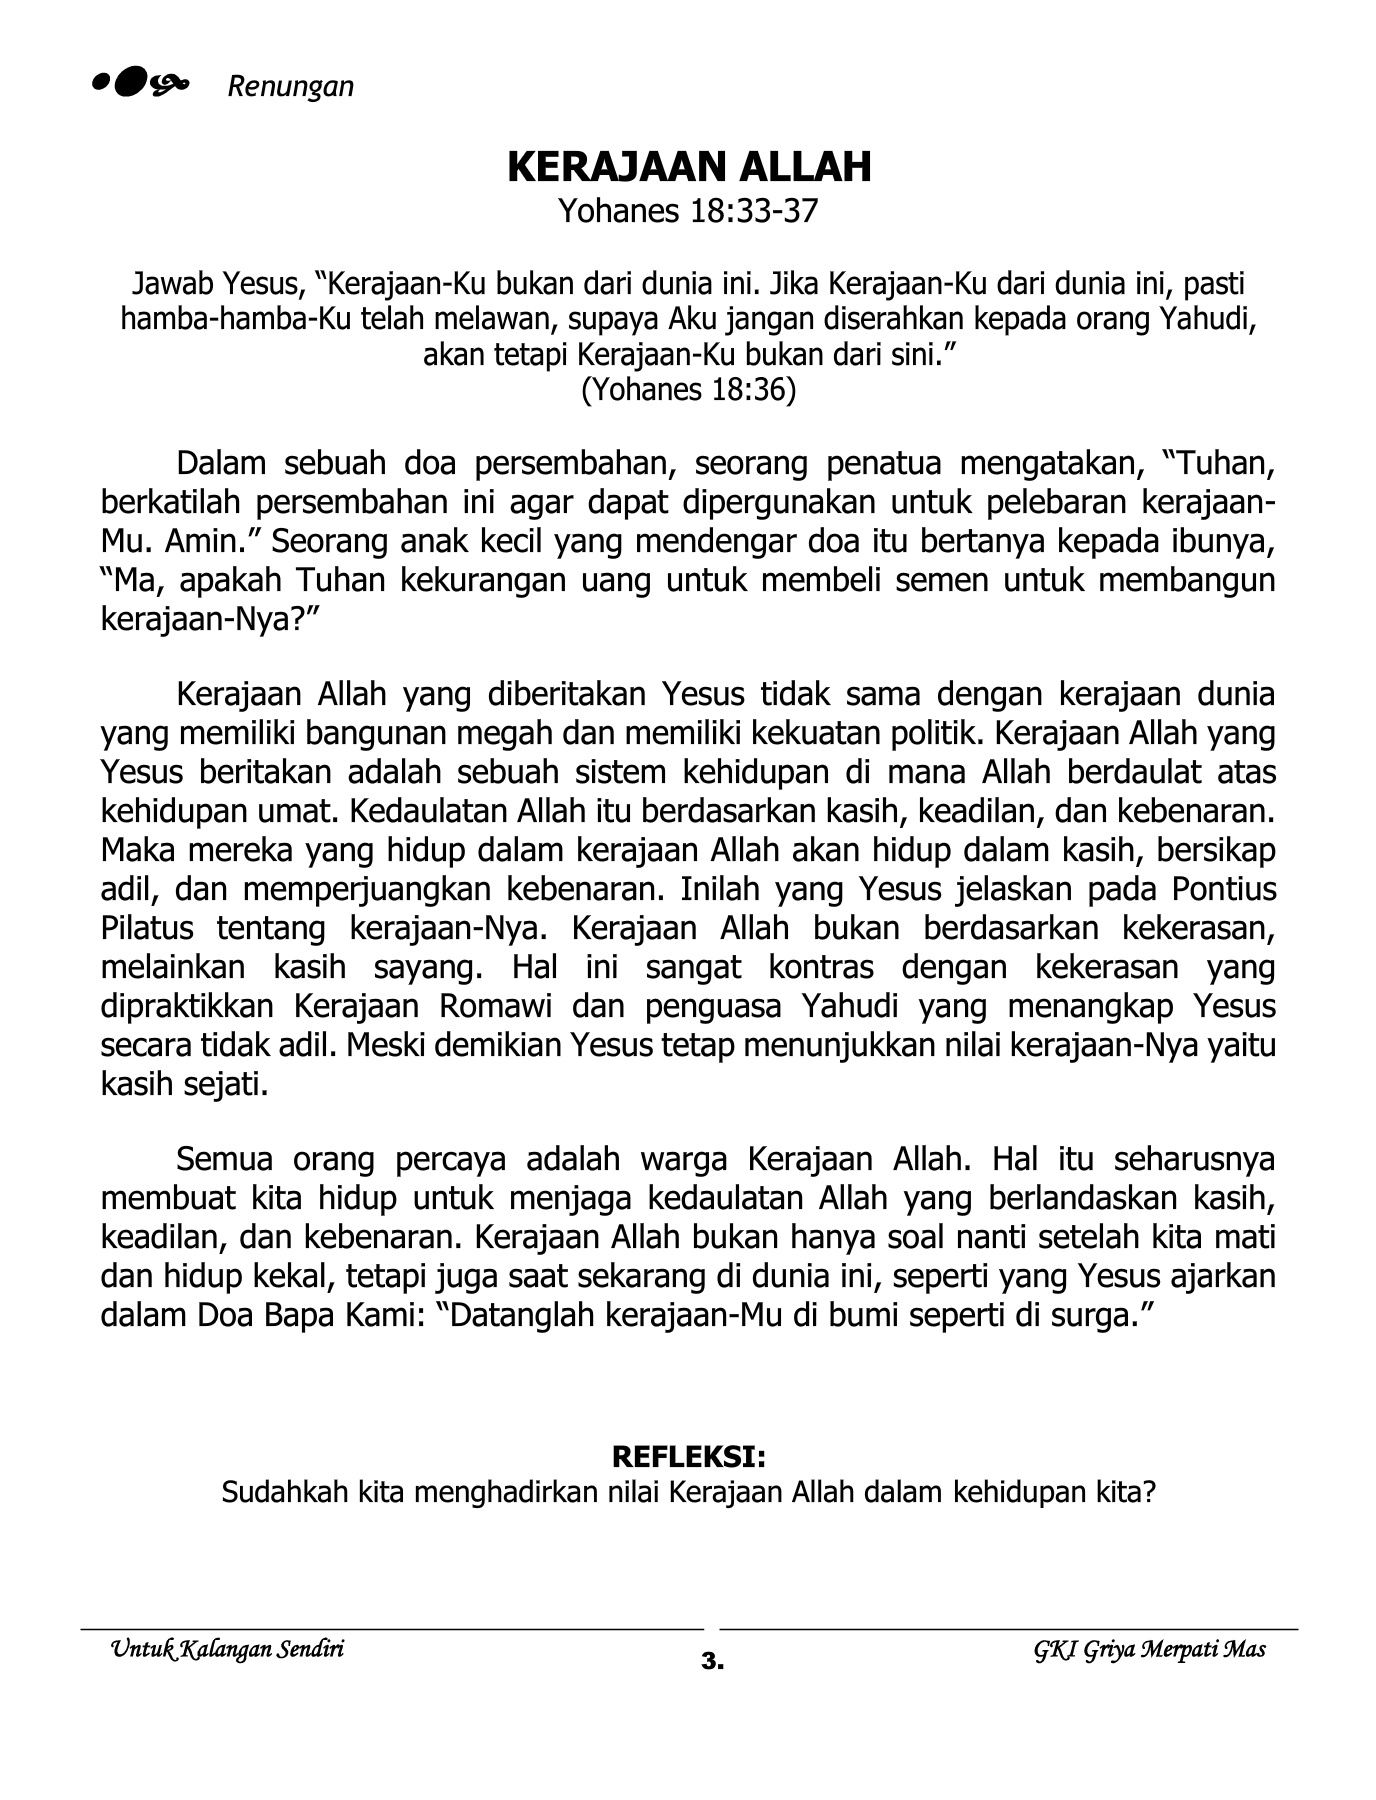 Renungan
KERAJAAN ALLAH
Yohanes 18:33-37
Jawab Yesus, “Kerajaan-Ku bukan dari dunia ini. Jika Kerajaan-Ku dari dunia ini, pasti
hamba-hamba-Ku telah melawan, supaya Aku jangan diserahkan kepada orang Yahudi,
akan tetapi Kerajaan-Ku bukan dari sini.”
(Yohanes 18:36)
Dalam sebuah doa persembahan, seorang penatua mengatakan, “Tuhan,
berkatilah persembahan ini agar dapat dipergunakan untuk pelebaran kerajaan-
Mu. Amin.” Seorang anak kecil yang mendengar doa itu bertanya kepada ibunya,
“Ma, apakah Tuhan kekurangan uang untuk membeli semen untuk membangun
kerajaan-Nya?”
Kerajaan Allah yang diberitakan Yesus tidak sama dengan kerajaan dunia
yang memiliki bangunan megah dan memiliki kekuatan politik. Kerajaan Allah yang
Yesus beritakan adalah sebuah sistem kehidupan di mana Allah berdaulat atas
kehidupan umat. Kedaulatan Allah itu berdasarkan kasih, keadilan, dan kebenaran.
Maka mereka yang hidup dalam kerajaan Allah akan hidup dalam kasih, bersikap
adil, dan memperjuangkan kebenaran. Inilah yang Yesus jelaskan pada Pontius
Pilatus tentang kerajaan-Nya. Kerajaan Allah bukan berdasarkan kekerasan,
melainkan kasih sayang. Hal ini sangat kontras dengan kekerasan yang
dipraktikkan Kerajaan Romawi dan penguasa Yahudi yang menangkap Yesus
secara tidak adil. Meski demikian Yesus tetap menunjukkan nilai kerajaan-Nya yaitu
kasih sejati.
Semua orang percaya adalah warga Kerajaan Allah. Hal itu seharusnya
membuat kita hidup untuk menjaga kedaulatan Allah yang berlandaskan kasih,
keadilan, dan kebenaran. Kerajaan Allah bukan hanya soal nanti setelah kita mati
dan hidup kekal, tetapi juga saat sekarang di dunia ini, seperti yang Yesus ajarkan
dalam Doa Bapa Kami: “Datanglah kerajaan-Mu di bumi seperti di surga.”
REFLEKSI:
Sudahkah kita menghadirkan nilai Kerajaan Allah dalam kehidupan kita?
Untuk Kalangan Sendiri
3.
GKI Griya Merpati Mas